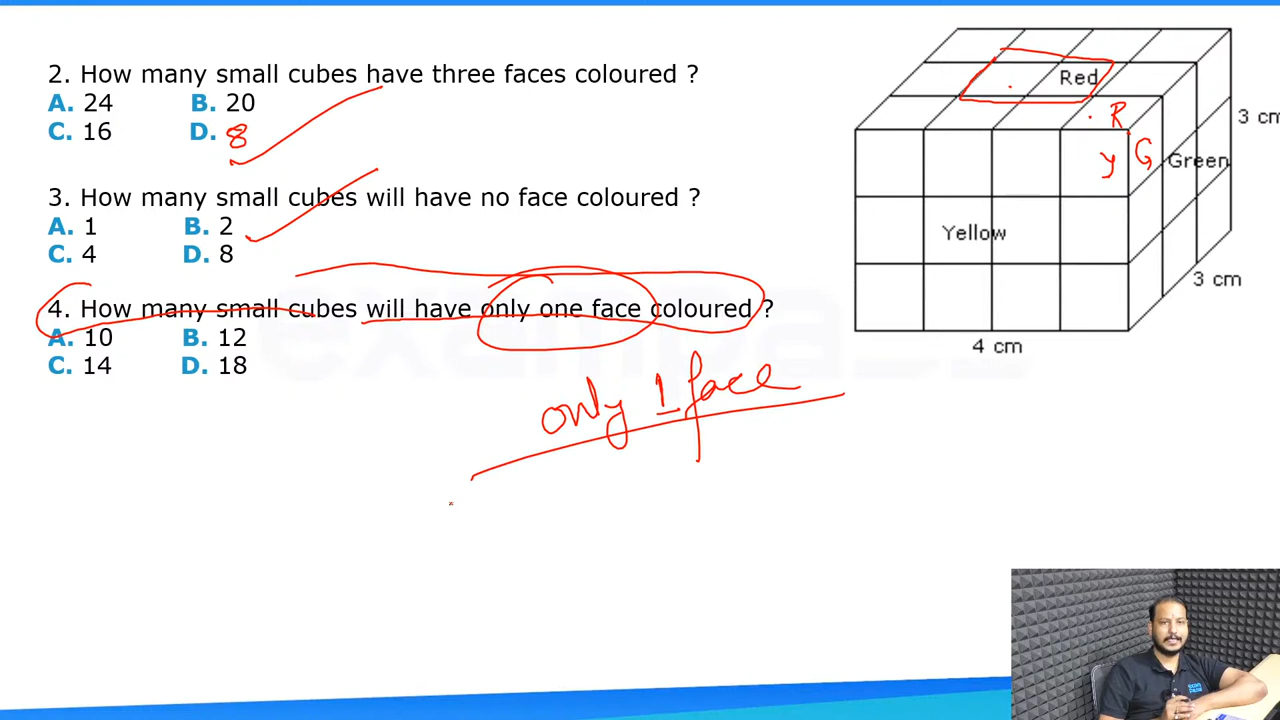 2. How many small cubes have three faces coloured ?
A. 24 B. 20
C. 16 D. 8
3. How many small cubes will have no face coloured ?
A. 1 B. 2
C. 4 D. 8
4. How many small cubes will have only one face coloured ?
A. 10 B. 12
C. 14 D. 18
only 1 face
Red
R
y G
Green
Yellow
3 cm
3 cm
4 cm
exampass